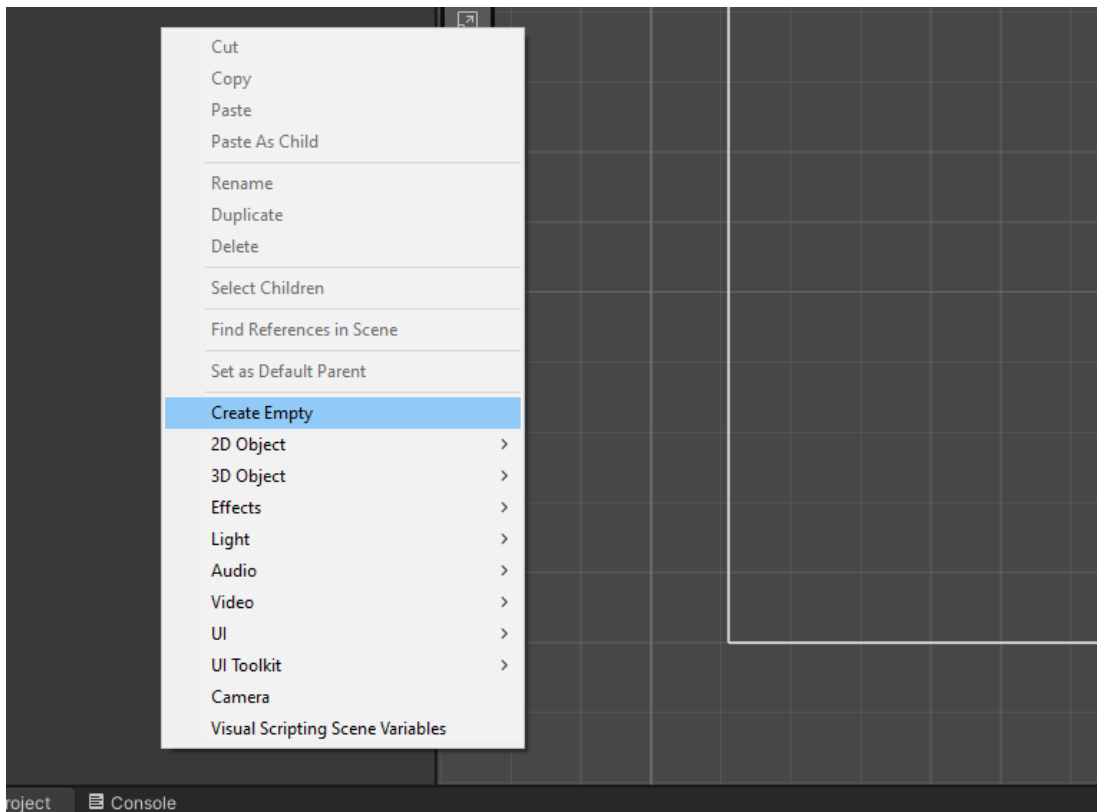 Cut
Copy
Paste
Paste As Child
Rename
Duplicate
Delete
Select Children
Find References in Scene
Set as Default Parent
Create Empty
2D Object
3D Object
Effects
Light
Audio
Video
UI
UI Toolkit
Camera
Visual Scripting Scene Variables
roject
Console